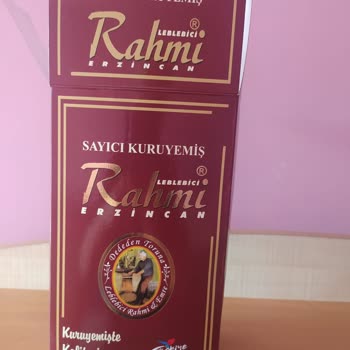 LEBLEBİCİ
Rahmi®
ERZİNCAN
SAYICI KURUYEMİŞ
LEBLEBİCİ
Rahmi®
ERZİNCAN
Dededen Toruna
Leblebici Rahmi & Emre
Kuruyemişte